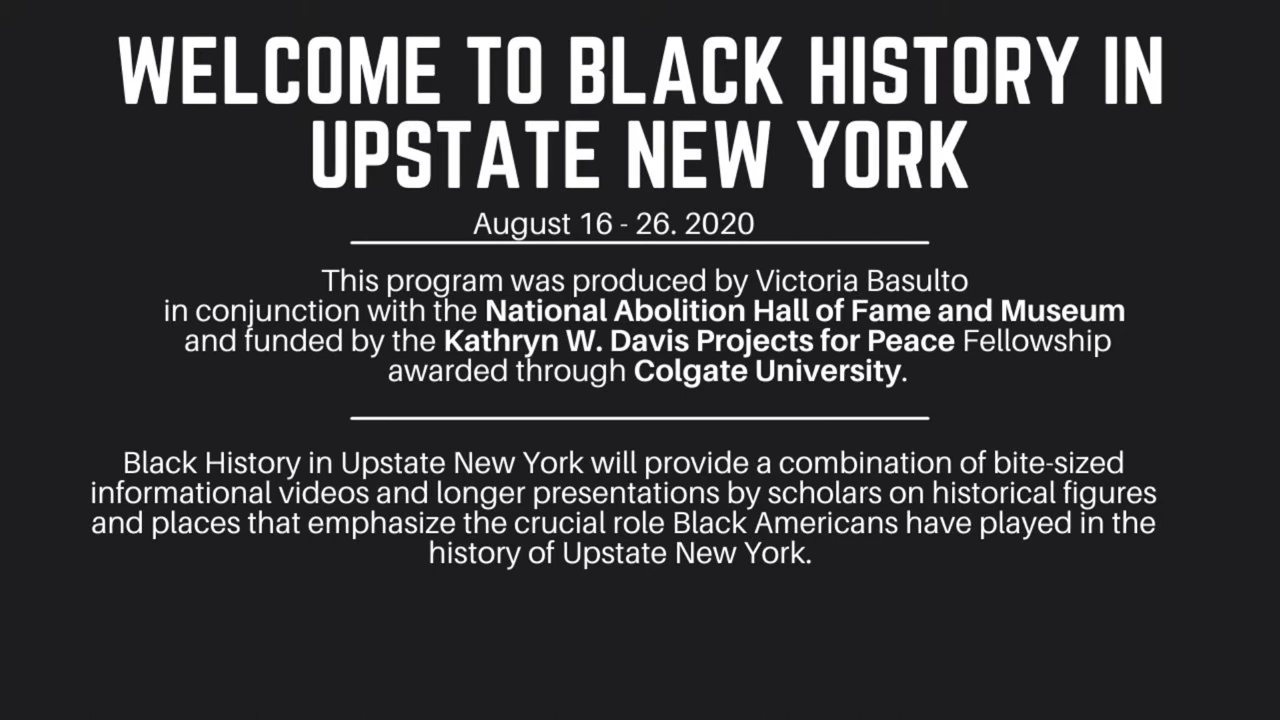 WELCOME TO BLACK HISTORY IN
UPSTATE NEW YORK
August 16 - 26. 2020
This program was produced by Victoria Basulto
in conjunction with the National Abolition Hall of Fame and Museum
and funded by the Kathryn W. Davis Projects for Peace Fellowship
awarded through Colgate University.
Black History in Upstate New York will provide a combination of bite-sized
informational videos and longer presentations by scholars on historical figures
and places that emphasize the crucial role Black Americans have played in the
history of Upstate New York.